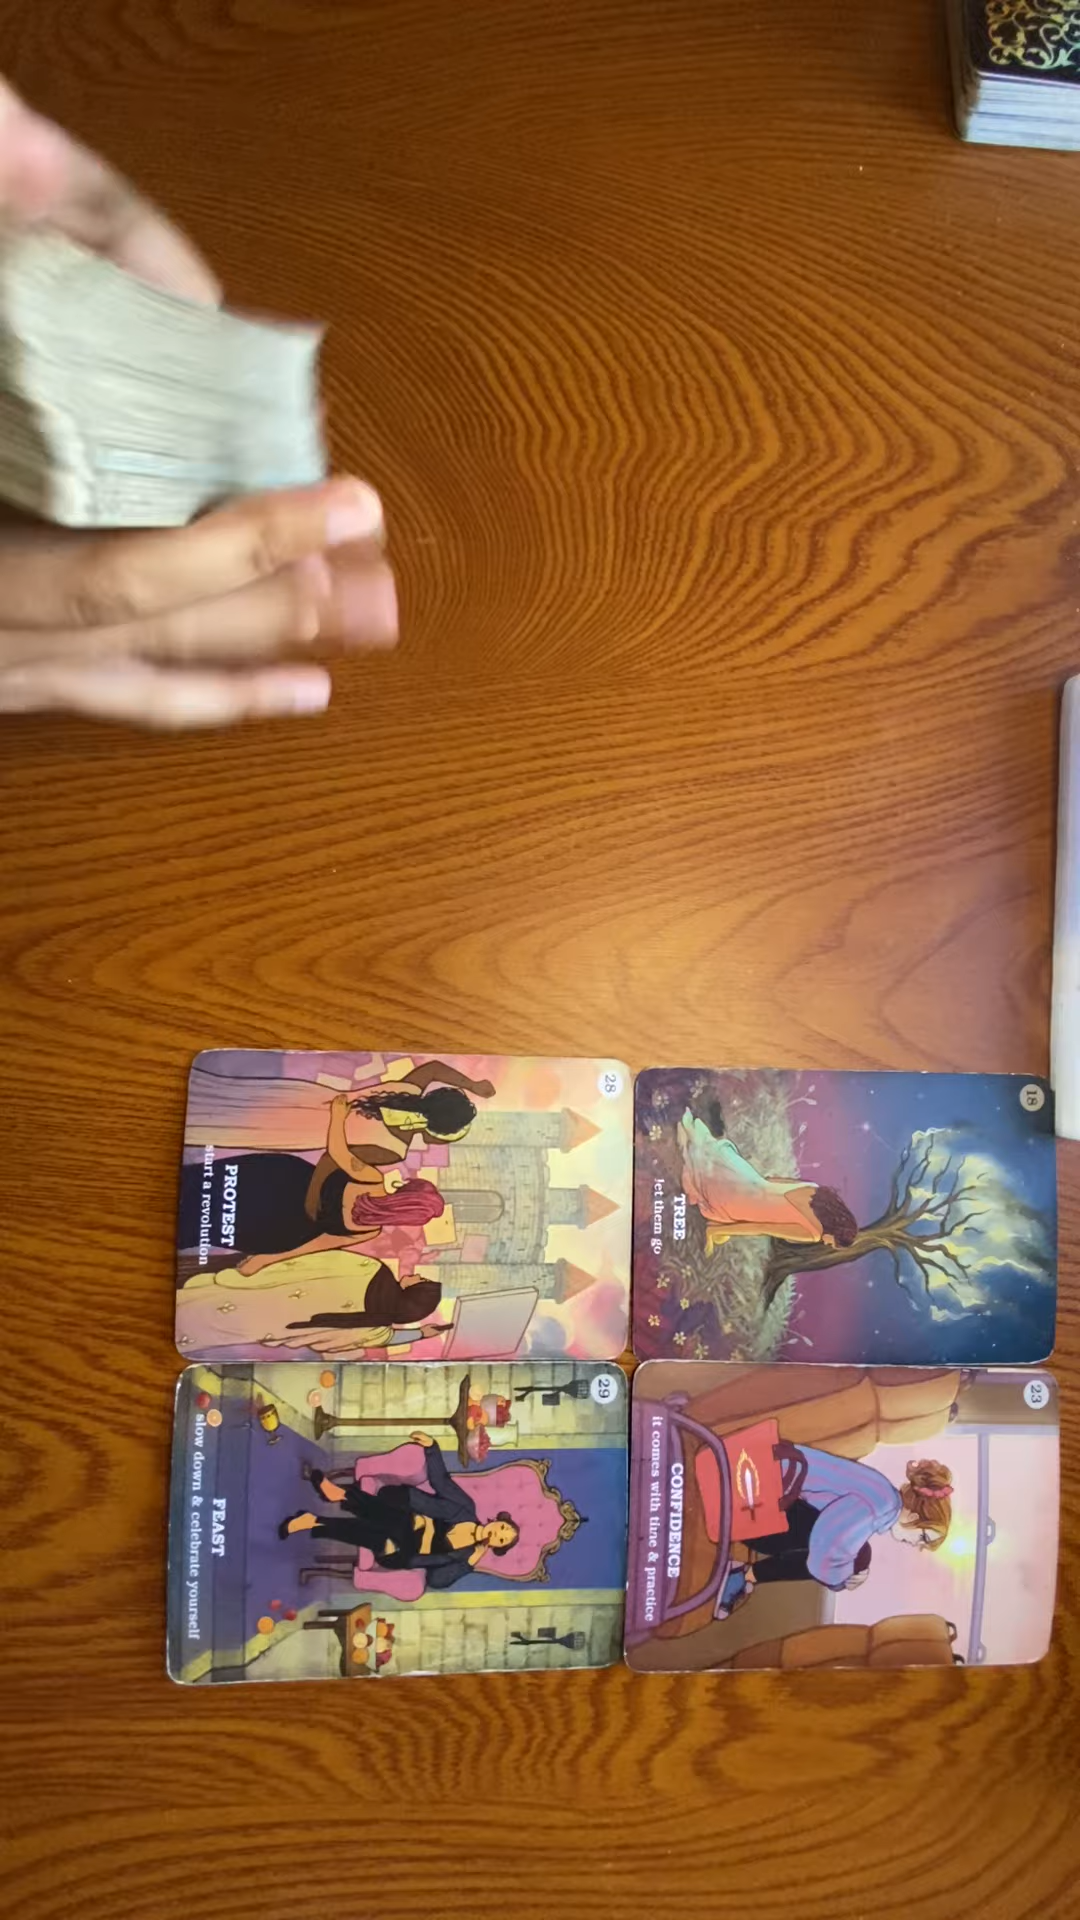 18
TREE
let them go
23
CONFIDENCE
it comes with time & practice
28
PROTEST
start a revolution
29
FEAST
slow down & celebrate yourself